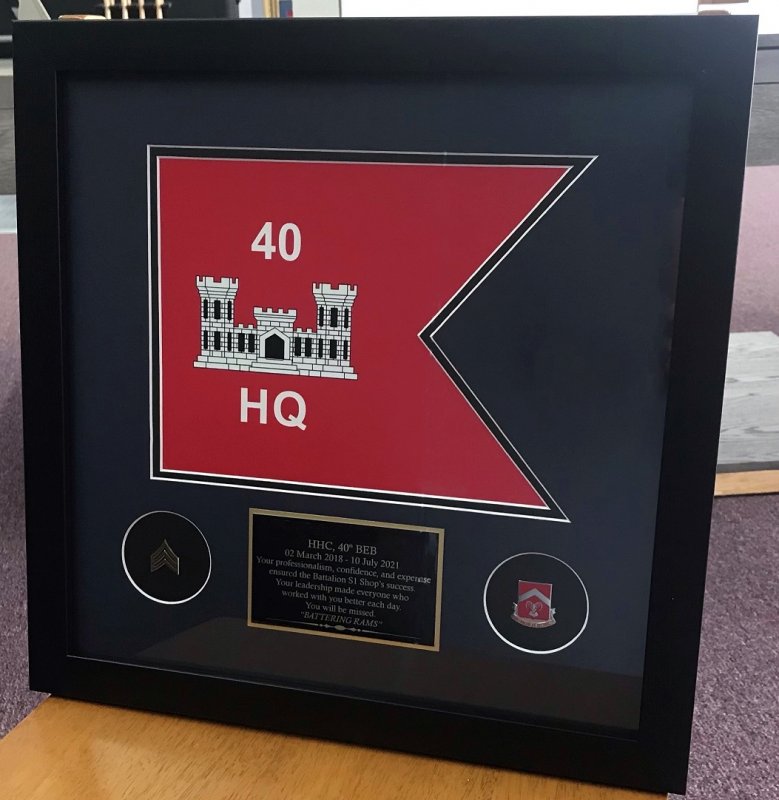 40
HQ
HHC, 40th BEB
02 March 2018 - 10 July 2021
Your professionalism, confidence, and expertise
ensured the Battalion S1 Shop's success.
Your leadership made everyone who
worked with you better each day.
You will be missed.
"BATTERING RAMS"